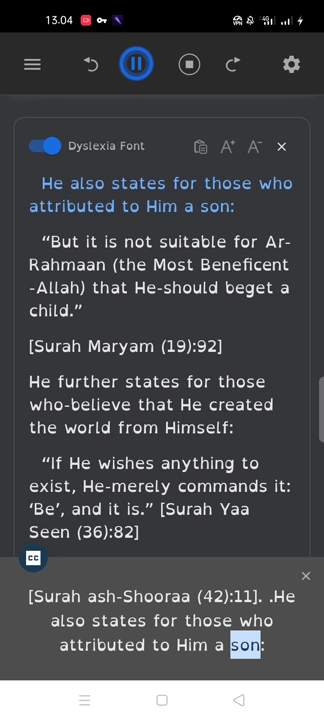 13.04
Dyslexia Font
A+ A-
He also states for those who
attributed to Him a son:
“But it is not suitable for Ar-
Rahmaan (the Most Beneficent
-Allah) that He-should beget a
child.”
[Surah Maryam (19):92]
He further states for those
who-believe that He created
the world from Himself:
“If He wishes anything to
exist, He-merely commands it:
‘Be’, and it is.” [Surah Yaa
Seen (36):82]
CC
[Surah ash-Shooraa (42):11]. .He
also states for those who
attributed to Him a son: